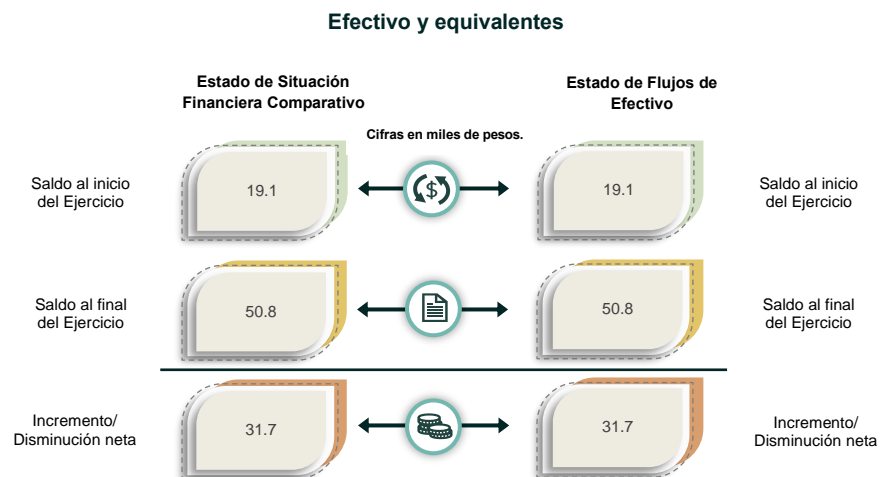 Efectivo y equivalentes
Estado de Situación
Financiera Comparativo
Estado de Flujos de
Efectivo
Cifras en miles de pesos.
Saldo al inicio
del Ejercicio
19.1
$
19.1
Saldo al inicio
del Ejercicio
Saldo al final
del Ejercicio
50.8
50.8
Saldo al final
del Ejercicio
Incremento/
Disminución neta
31.7
31.7
Incremento/
Disminución neta